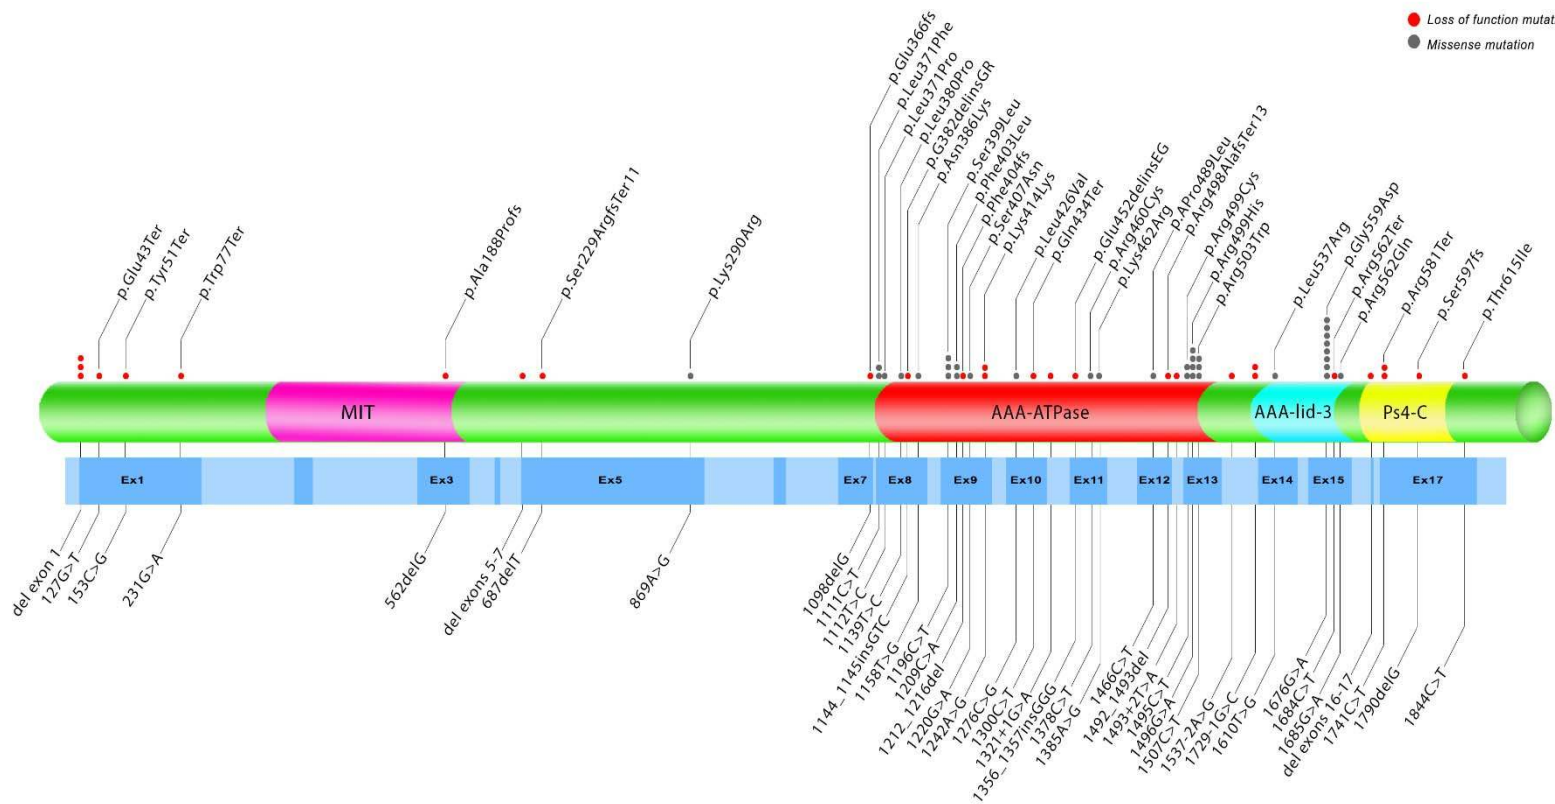 Loss of function mutat
Missense mutation
p.Glu43Ter
p.Tyr51Ter
p.Trp77Ter
p.Ala188Profs
p.Ser229ArgfsTer11
p.Lys290Arg
p.Glu366fs
p.Leu371Phe
p.Leu371Pro
p.Leu380Pro
p.G382delinsGR
p.Asn386Lys
p.Ser399Leu
p.Phe403Leu
p.Phe404fs
p.Ser407Asn
p.Lys414Lys
p.Leu426Val
p.Gln434Ter
p.Glu452delinsEG
p.Arg460Cys
p.Lys462Arg
p.APro489Leu
p.Arg498AlafsTer13
p.Arg499Cys
p.Arg499His
p.Arg503Trp
p.Leu537Arg
p.Gly559Asp
p.Arg562Ter
p.Arg562Gln
p.Arg581Ter
p.Ser597fs
p.Thr615Ile
MIT
AAA-ATPase
AAA-lid-3
Ps4-C
Ex1
Ex3
Ex5
Ex7
Ex8
Ex9
Ex10
Ex11
Ex12
Ex13
Ex14
Ex15
Ex17
del exon 1
127G>T
153C>G
231G>A
562delG
del exons 5-7
687delT
869A>G
1098delG
1111C>T
1112T>C
1139T>C
1144_1145insGTC
1158T>G
1196C>T
1209C>A
1212_1216del
1220G>A
1242A>G
1276C>G
1300C>T
1321+1G>A
1356_1357insGGG
1378C>T
1385A>G
1466C>T
1492_1493del
1493+2T>A
1495C>T
1496G>A
1507C>T
1537-2A>G
1729-1G>C
1610T>G
1676G>A
1684C>T
1685G>A
del exons 16-17
1741C>T
1790delG
1844C>T